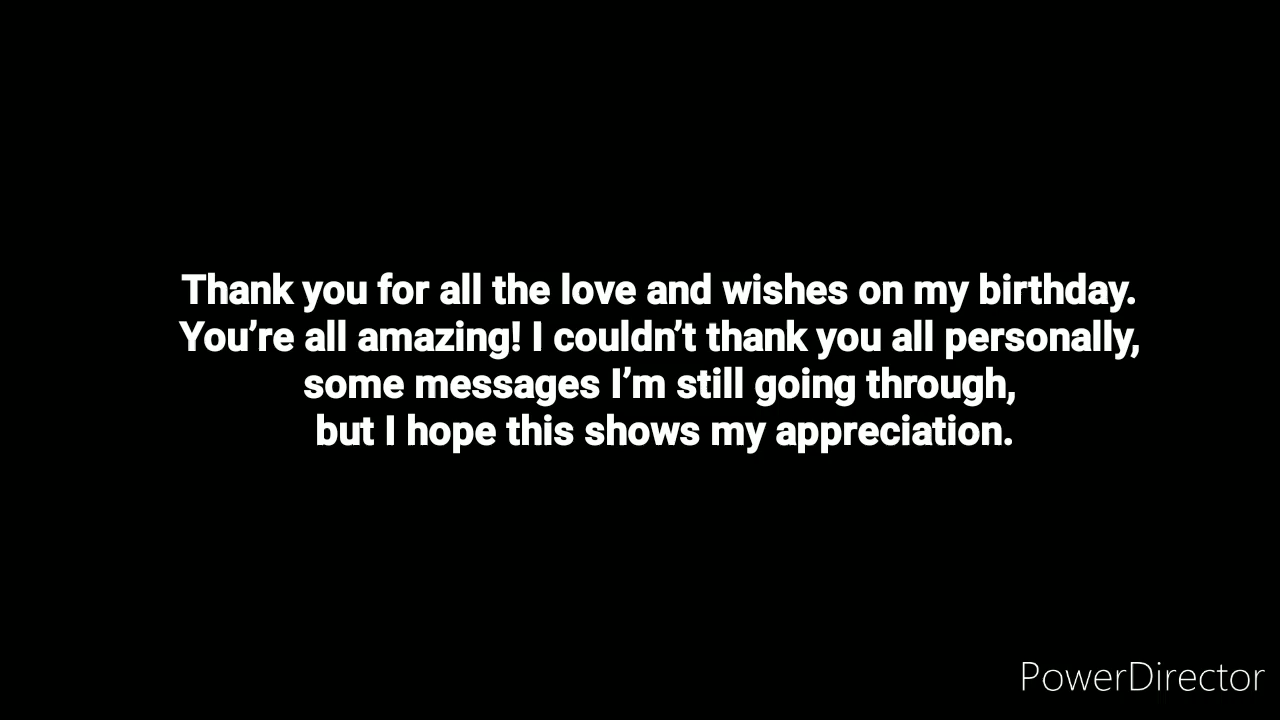 Thank you for all the love and wishes on my birthday.
You’re all amazing! I couldn’t thank you all personally,
some messages I’m still going through,
but I hope this shows my appreciation.
PowerDirector